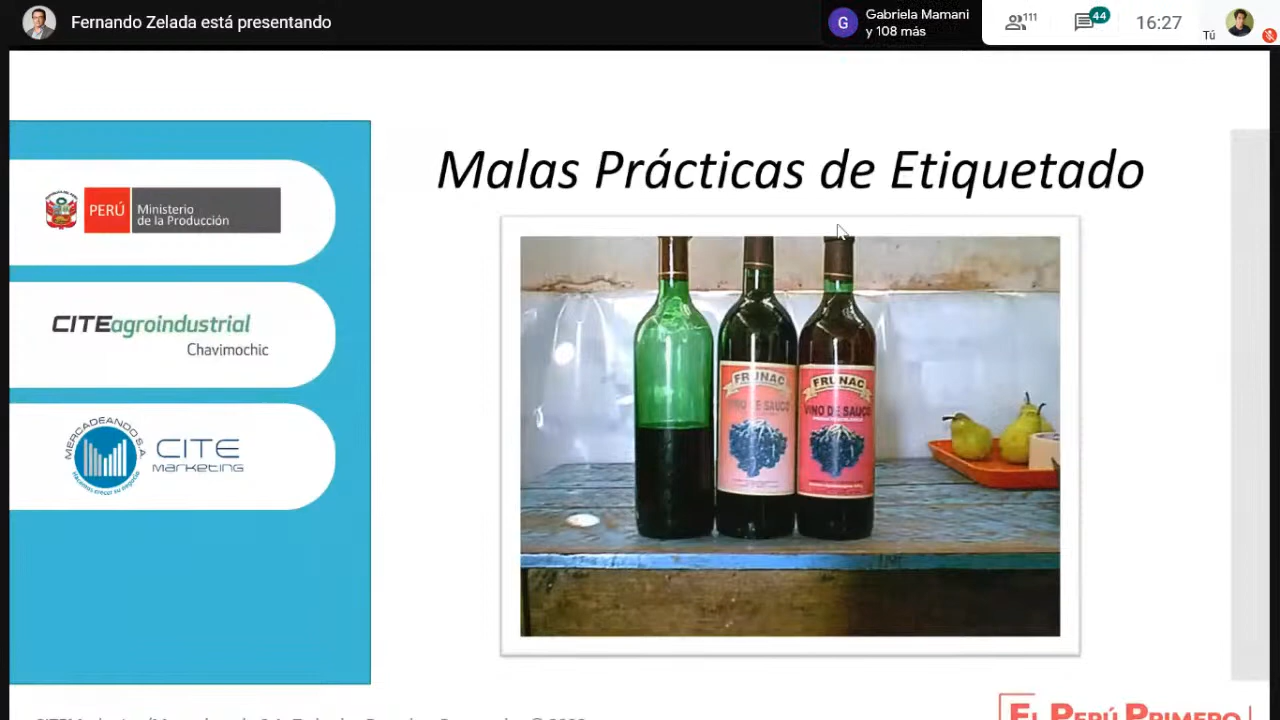 Fernando Zelada está presentando
G
Gabriela Mamani
y 108 más
111
44
16:27
Tú
Malas Prácticas de Etiquetado
PERÚ
Ministerio
de la Producción
CITEagroindustrial
Chavimochic
MERCADEANDO S.A.
CITE
marketing
FRUNAC
VINO DE SAUCO
FRUNAC
VINO DE SAUCO
EL PERÚ PRIMERO